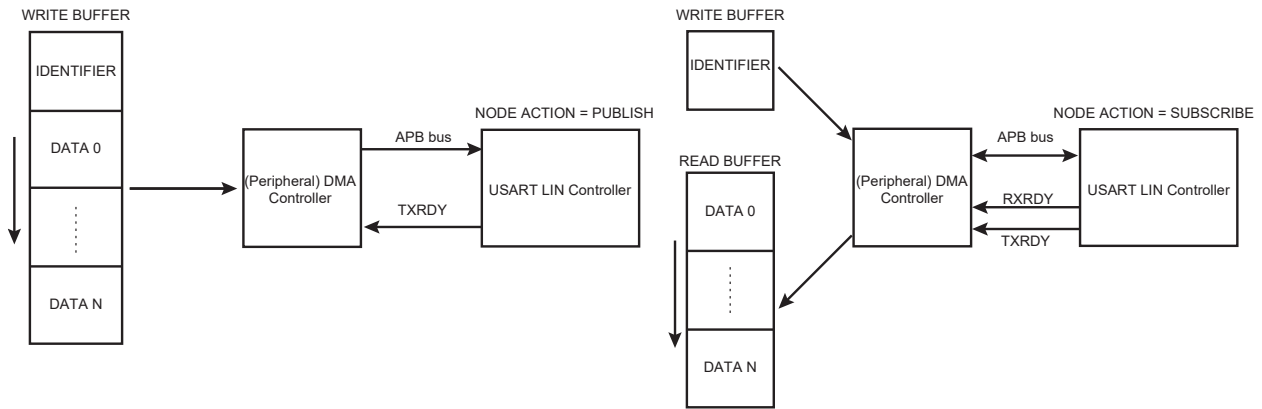 WRITE BUFFER
IDENTIFIER
DATA 0
DATA N
(Peripheral) DMA
Controller
APB bus
TXRDY
NODE ACTION = PUBLISH
USART LIN Controller
WRITE BUFFER
IDENTIFIER
READ BUFFER
DATA 0
DATA N
(Peripheral) DMA
Controller
APB bus
RXRDY
TXRDY
NODE ACTION = SUBSCRIBE
USART LIN Controller